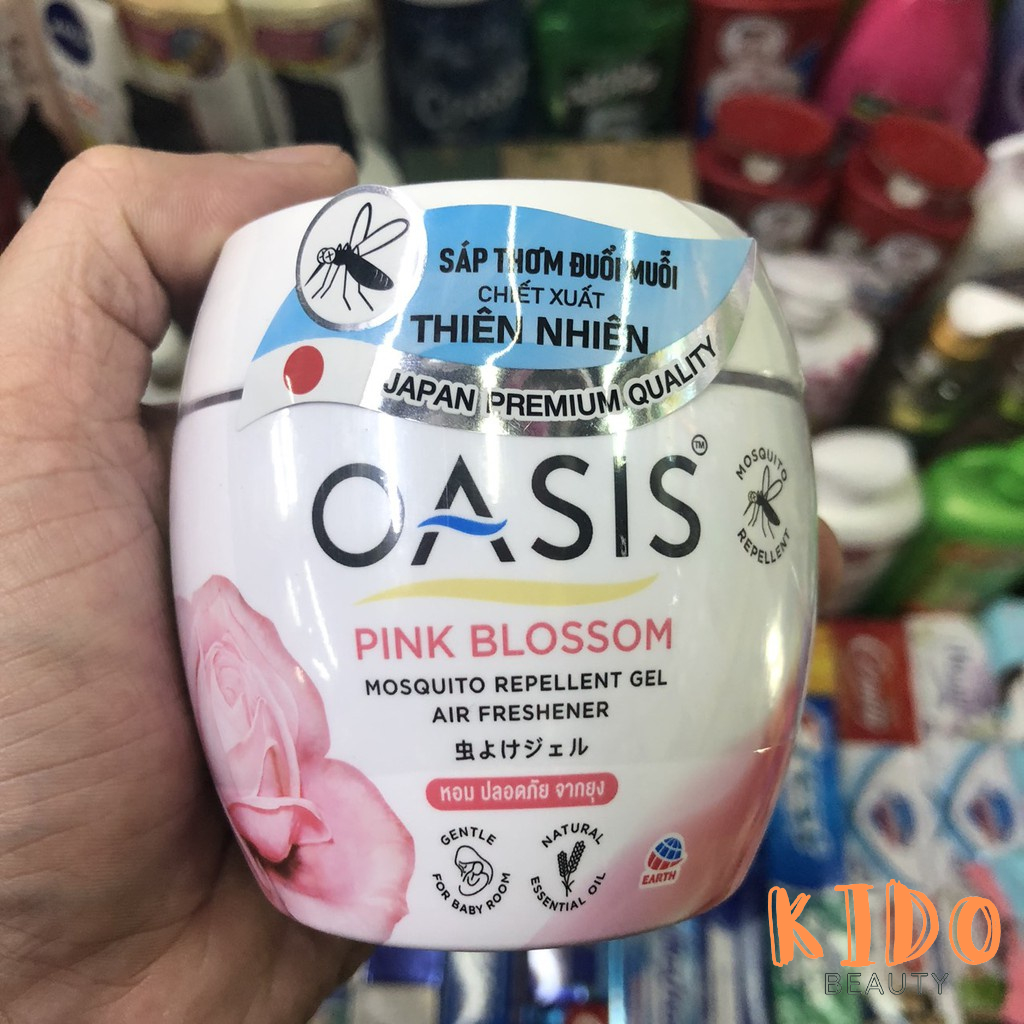 SÁP THƠM ĐUỔI MUỖI
CHIẾT XUẤT
THIÊN NHIÊN
JAPAN PREMIUM QUALITY
OASIS™
MOSQUITO
REPELLENT
PINK BLOSSOM
MOSQUITO REPELLENT GEL
AIR FRESHENER
虫よけジェル
หอม ปลอดภัย จากยุง
GENTLE
FOR BABY ROOM
NATURAL
ESSENTIAL OIL
EARTH
KIDO
BEAUTY